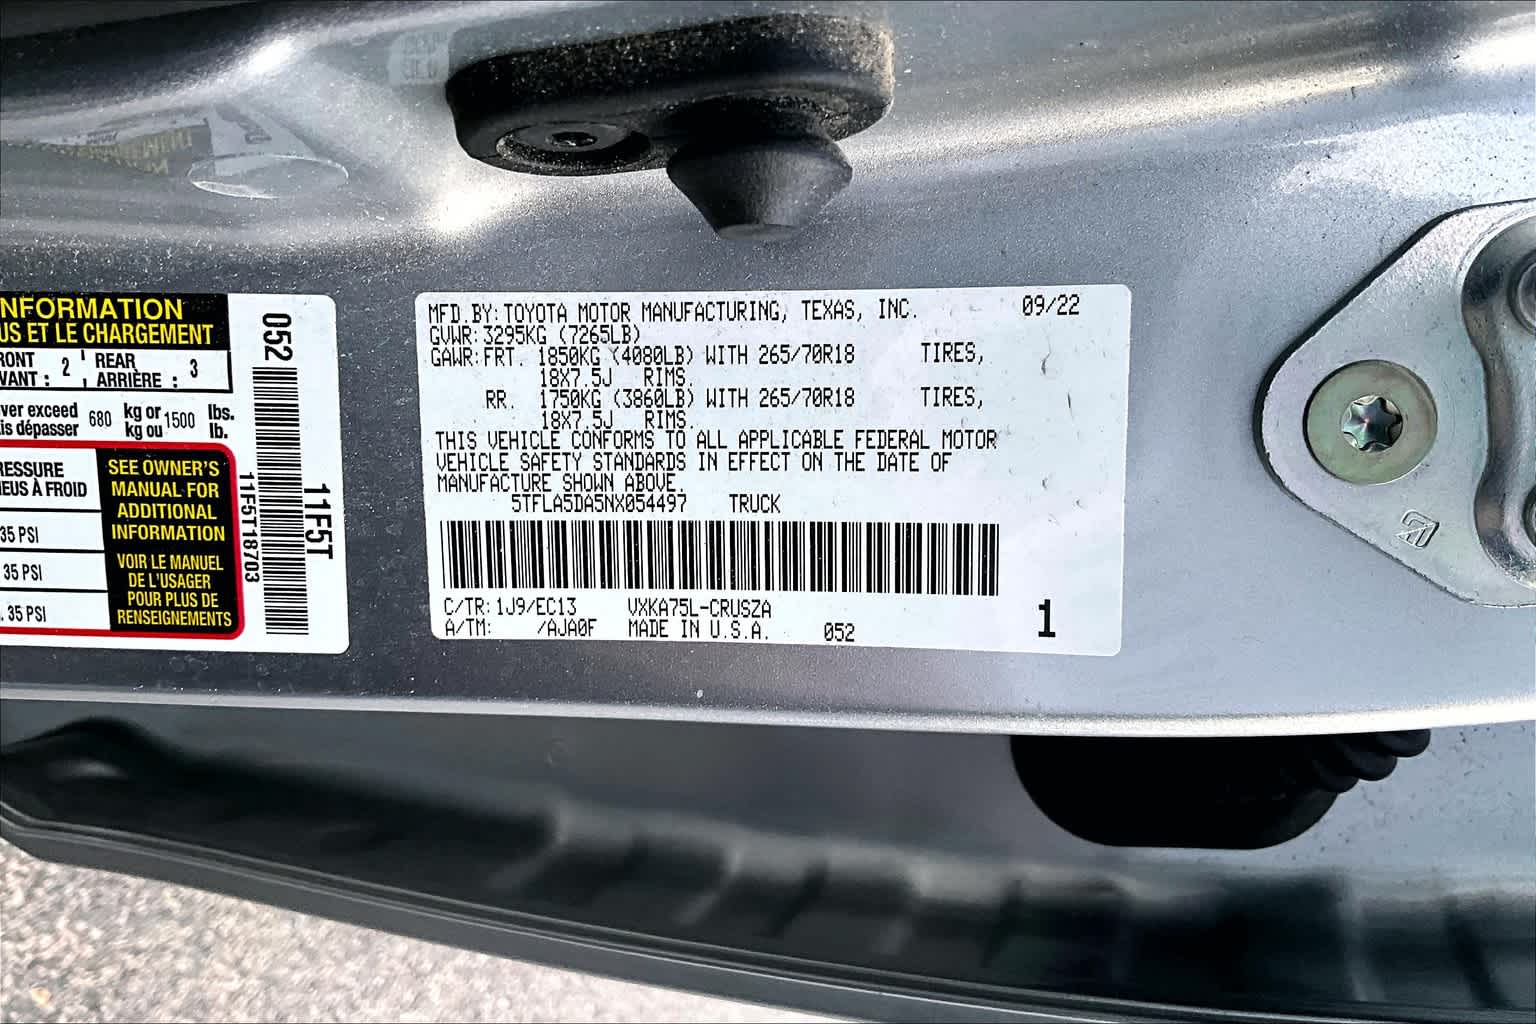 NFORMATION
US ET LE CHARGEMENT
RONT 2 REAR 3
VANT : ARRIÈRE :
ver exceed 680 kg or 1500 lbs.
is dépasser kg ou lb.
RESSURE
NEUS À FROID
35 PSI
35 PSI
35 PSI
SEE OWNER'S
MANUAL FOR
ADDITIONAL
INFORMATION
VOIR LE MANUEL
DE L'USAGER
POUR PLUS DE
RENSEIGNEMENTS
052
11F5T18703
11F5T
MFD.BY:TOYOTA MOTOR MANUFACTURING, TEXAS, INC. 09/22
GVWR:3295KG (7265LB)
GAWR:FRT. 1850KG (4080LB) WITH 265/70R18 TIRES,
18X7.5J RIMS.
RR. 1750KG (3860LB) WITH 265/70R18 TIRES,
18X7.5J RIMS.
THIS VEHICLE CONFORMS TO ALL APPLICABLE FEDERAL MOTOR
VEHICLE SAFETY STANDARDS IN EFFECT ON THE DATE OF
MANUFACTURE SHOWN ABOVE.
5TFLA5DA5NX054497 TRUCK
C/TR:1J9/EC13 VXKA75L-CRUSZA
A/TM: /AJA0F MADE IN U.S.A. 052 1